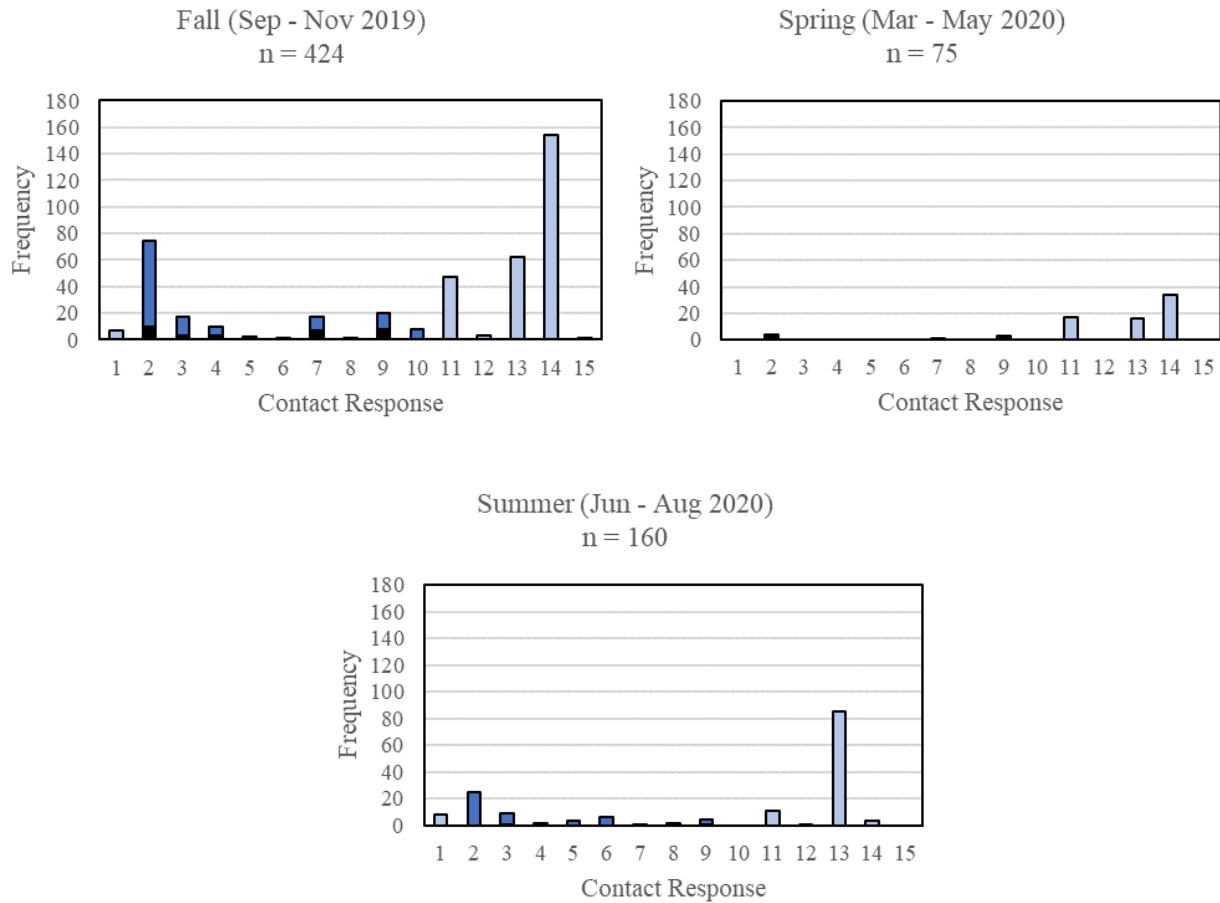 Fall (Sep - Nov 2019)
n = 424
180
160
140
120
100
80
60
40
20
0
Frequency
1 2 3 4 5 6 7 8 9 10 11 12 13 14 15
Contact Response
Spring (Mar - May 2020)
n = 75
180
160
140
120
100
80
60
40
20
0
Frequency
1 2 3 4 5 6 7 8 9 10 11 12 13 14 15
Contact Response
Summer (Jun - Aug 2020)
n = 160
180
160
140
120
100
80
60
40
20
0
Frequency
1 2 3 4 5 6 7 8 9 10 11 12 13 14 15
Contact Response